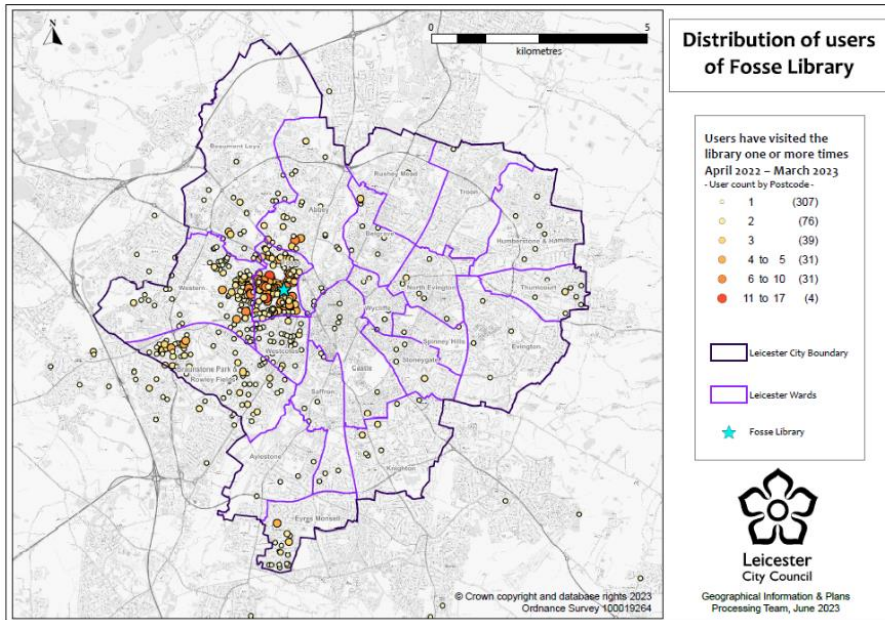 N
0
5
kilometres
Distribution of users
of Fosse Library
Users have visited the
library one or more times
April 2022 – March 2023
- User count by Postcode -
1 (307)
2 (76)
3 (39)
4 to 5 (31)
6 to 10 (31)
11 to 17 (4)
Leicester City Boundary
Leicester Wards
Fosse Library
Beaumont Leys
Rushey Mead
Troon
Abbey
Belgrave
Humberstone & Hamilton
Western
North Evington
Thurncourt
Wycliffe
Spinney Hills
Evington
Westcotes
Stoneygate
Castle
Braunstone Park &
Rowley Fields
Saffron
Aylestone
Knighton
Eyres Monsell
© Crown copyright and database rights 2023
Ordnance Survey 100019264
Leicester
City Council
Geographical Information & Plans
Processing Team, June 2023